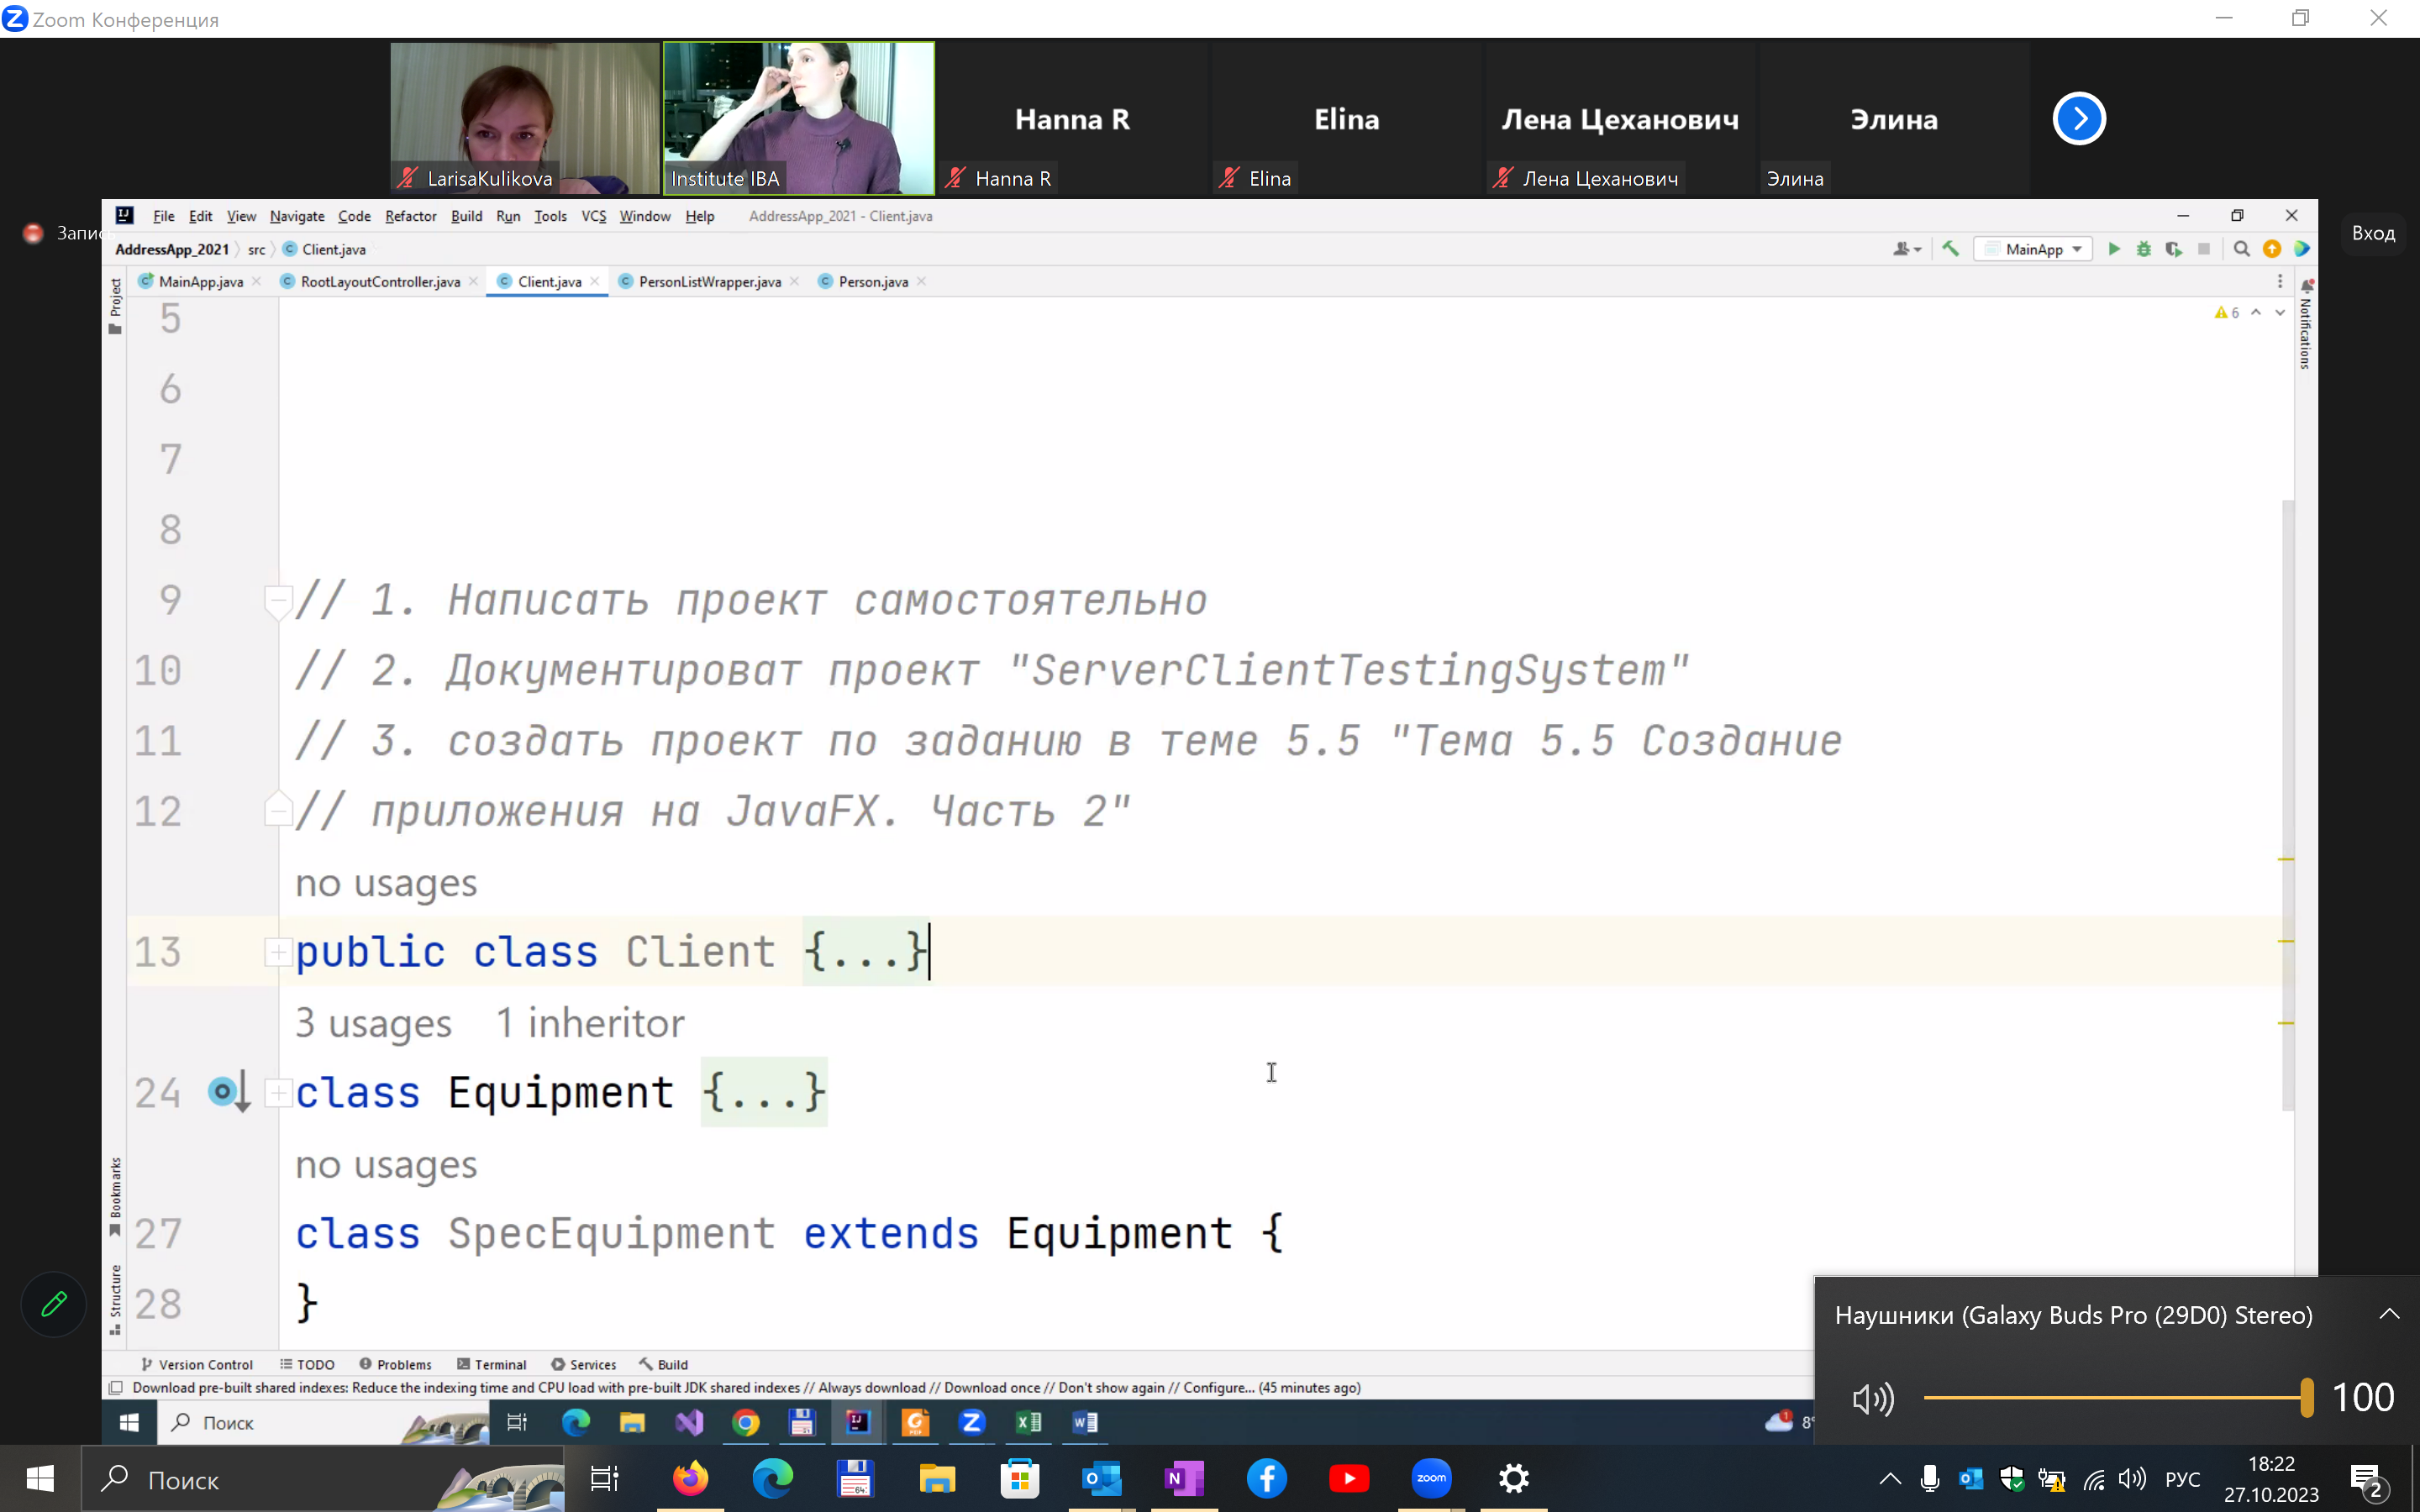 Zoom Конференция
Hanna R
Elina
Лена Цеханович
Элина
LarisaKulikova
Institute IBA
Hanna R
Elina
Лена Цеханович
Элина
Запись
Вход
File Edit View Navigate Code Refactor Build Run Tools VCS Window Help AddressApp_2021 - Client.java
AddressApp_2021 src Client.java
MainApp
MainApp.java RootLayoutController.java Client.java PersonListWrapper.java Person.java
Project
Notifications
6
5
6
7
8
9 // 1. Написать проект самостоятельно
10 // 2. Документироват проект "ServerClientTestingSystem"
11 // 3. создать проект по заданию в теме 5.5 "Тема 5.5 Создание
12 // приложения на JavaFX. Часть 2"
no usages
13 public class Client {...}
3 usages 1 inheritor
24 class Equipment {...}
no usages
27 class SpecEquipment extends Equipment {
28 }
Bookmarks
Structure
Version Control TODO Problems Terminal Services Build
Download pre-built shared indexes: Reduce the indexing time and CPU load with pre-built JDK shared indexes // Always download // Download once // Don't show again // Configure... (45 minutes ago)
Наушники (Galaxy Buds Pro (29D0) Stereo)
100
Поиск
1 8°
Поиск
zoom
РУС
18:22
27.10.2023
2